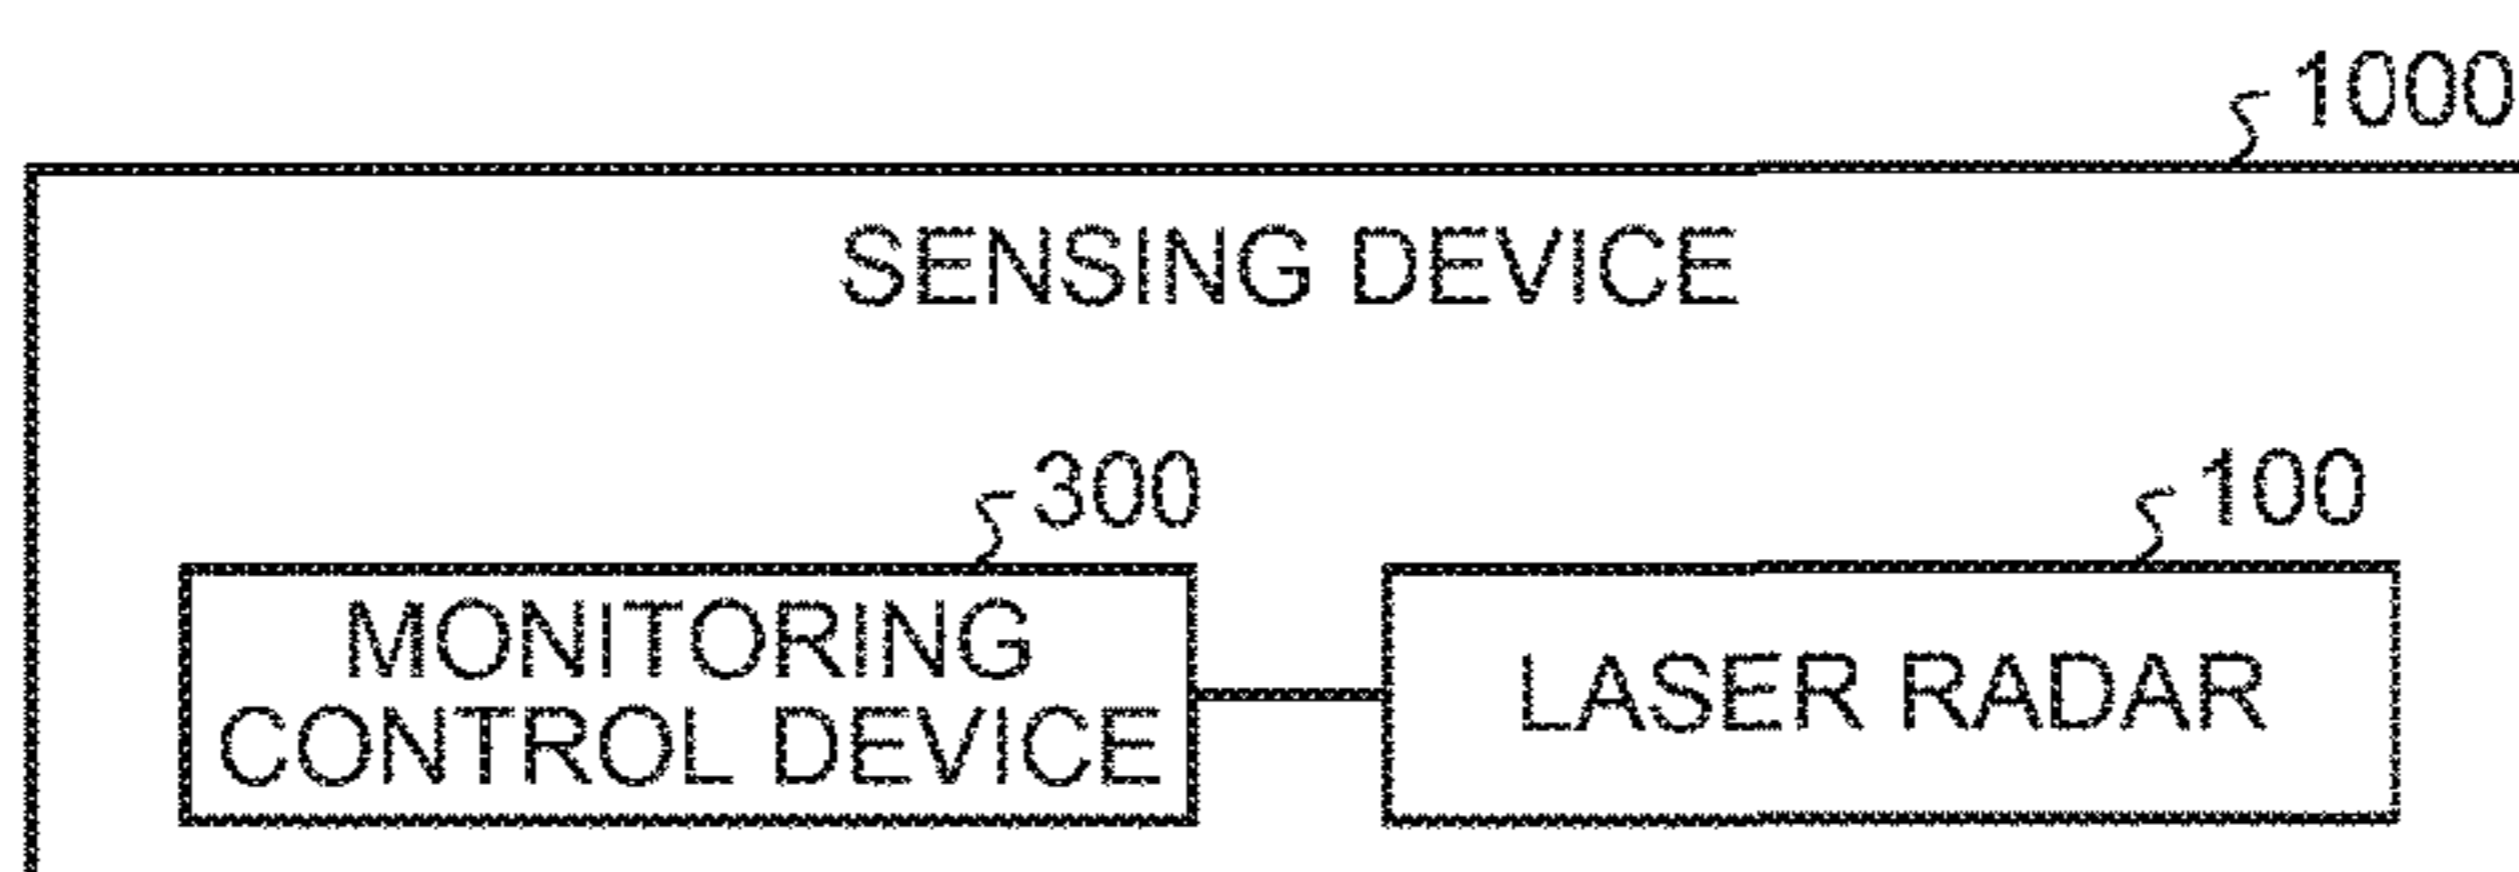 1000
SENSING DEVICE
300
100
MONITORING
CONTROL DEVICE
LASER RADAR